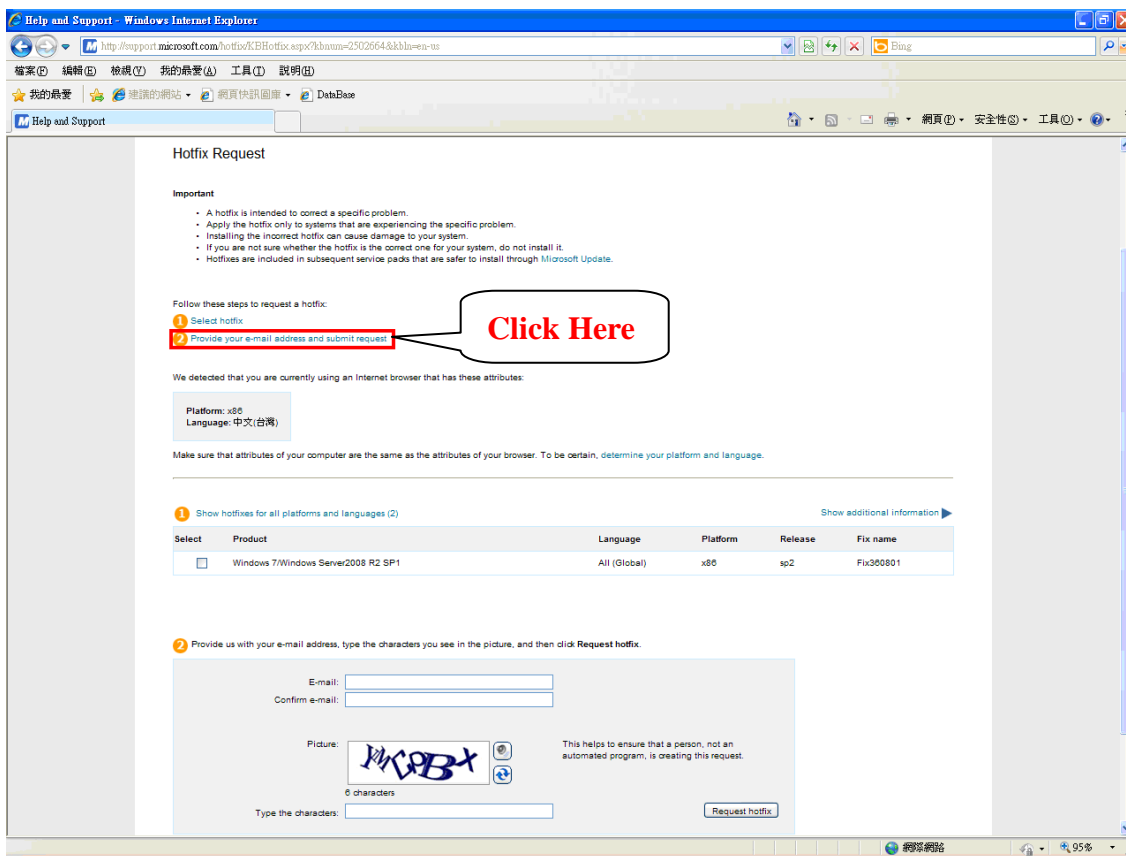 Help and Support - Windows Internet Explorer
http://support.microsoft.com/hotfix/KBHotfix.aspx?kbnum=2502664&kbln=en-us
Bing
檔案(F) 編輯(E) 檢視(V) 我的最愛(A) 工具(T) 說明(H)
我的最愛 建議的網站 網頁快訊圖庫 DataBase
Help and Support 網頁(P) 安全性(S) 工具(O)
Hotfix Request
Important
• A hotfix is intended to correct a specific problem.
• Apply the hotfix only to systems that are experiencing the specific problem.
• Installing the incorrect hotfix can cause damage to your system.
• If you are not sure whether the hotfix is the correct one for your system, do not install it.
• Hotfixes are included in subsequent service packs that are safer to install through Microsoft Update.
Follow these steps to request a hotfix:
1 Select hotfix
2 Provide your e-mail address and submit request
Click Here
We detected that you are currently using an Internet browser that has these attributes:
Platform: x86
Language: 中文(台灣)
Make sure that attributes of your computer are the same as the attributes of your browser. To be certain, determine your platform and language.
1 Show hotfixes for all platforms and languages (2) Show additional information
Select Product Language Platform Release Fix name
Windows 7/Windows Server2008 R2 SP1 All (Global) x86 sp2 Fix360801
2 Provide us with your e-mail address, type the characters you see in the picture, and then click Request hotfix.
E-mail:
Confirm e-mail:
Picture:
This helps to ensure that a person, not an
automated program, is creating this request.
6 characters
Type the characters: Request hotfix
網際網路 95%